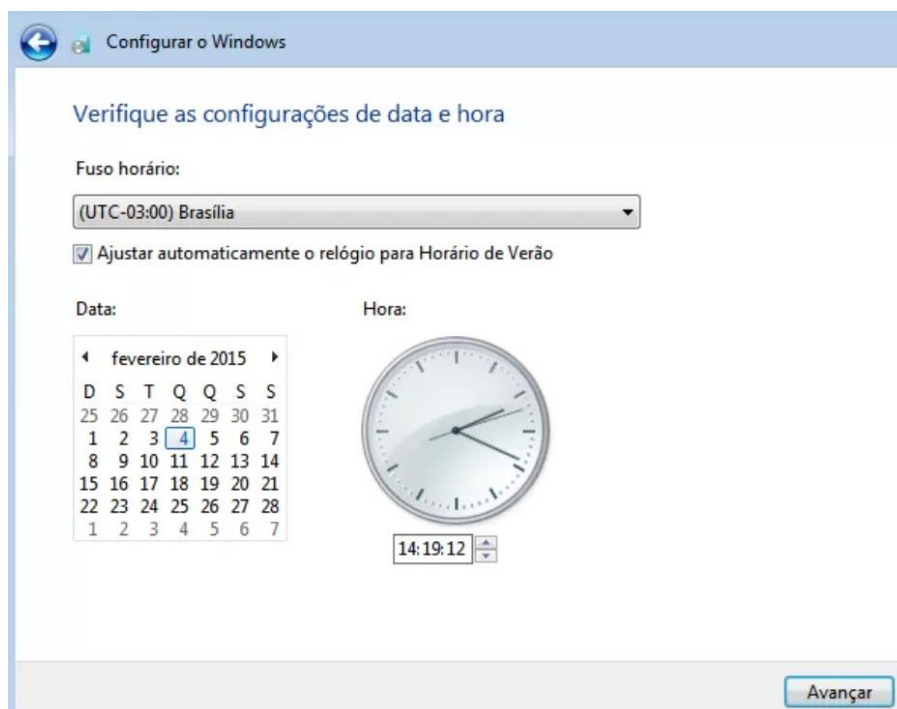 Configurar o Windows
Verifique as configurações de data e hora
Fuso horário:
(UTC-03:00) Brasília
Ajustar automaticamente o relógio para Horário de Verão
Data:
Hora:
fevereiro de 2015
D S T Q Q S S
25 26 27 28 29 30 31
1 2 3 4 5 6 7
8 9 10 11 12 13 14
15 16 17 18 19 20 21
22 23 24 25 26 27 28
1 2 3 4 5 6 7
14:19:12
Avançar